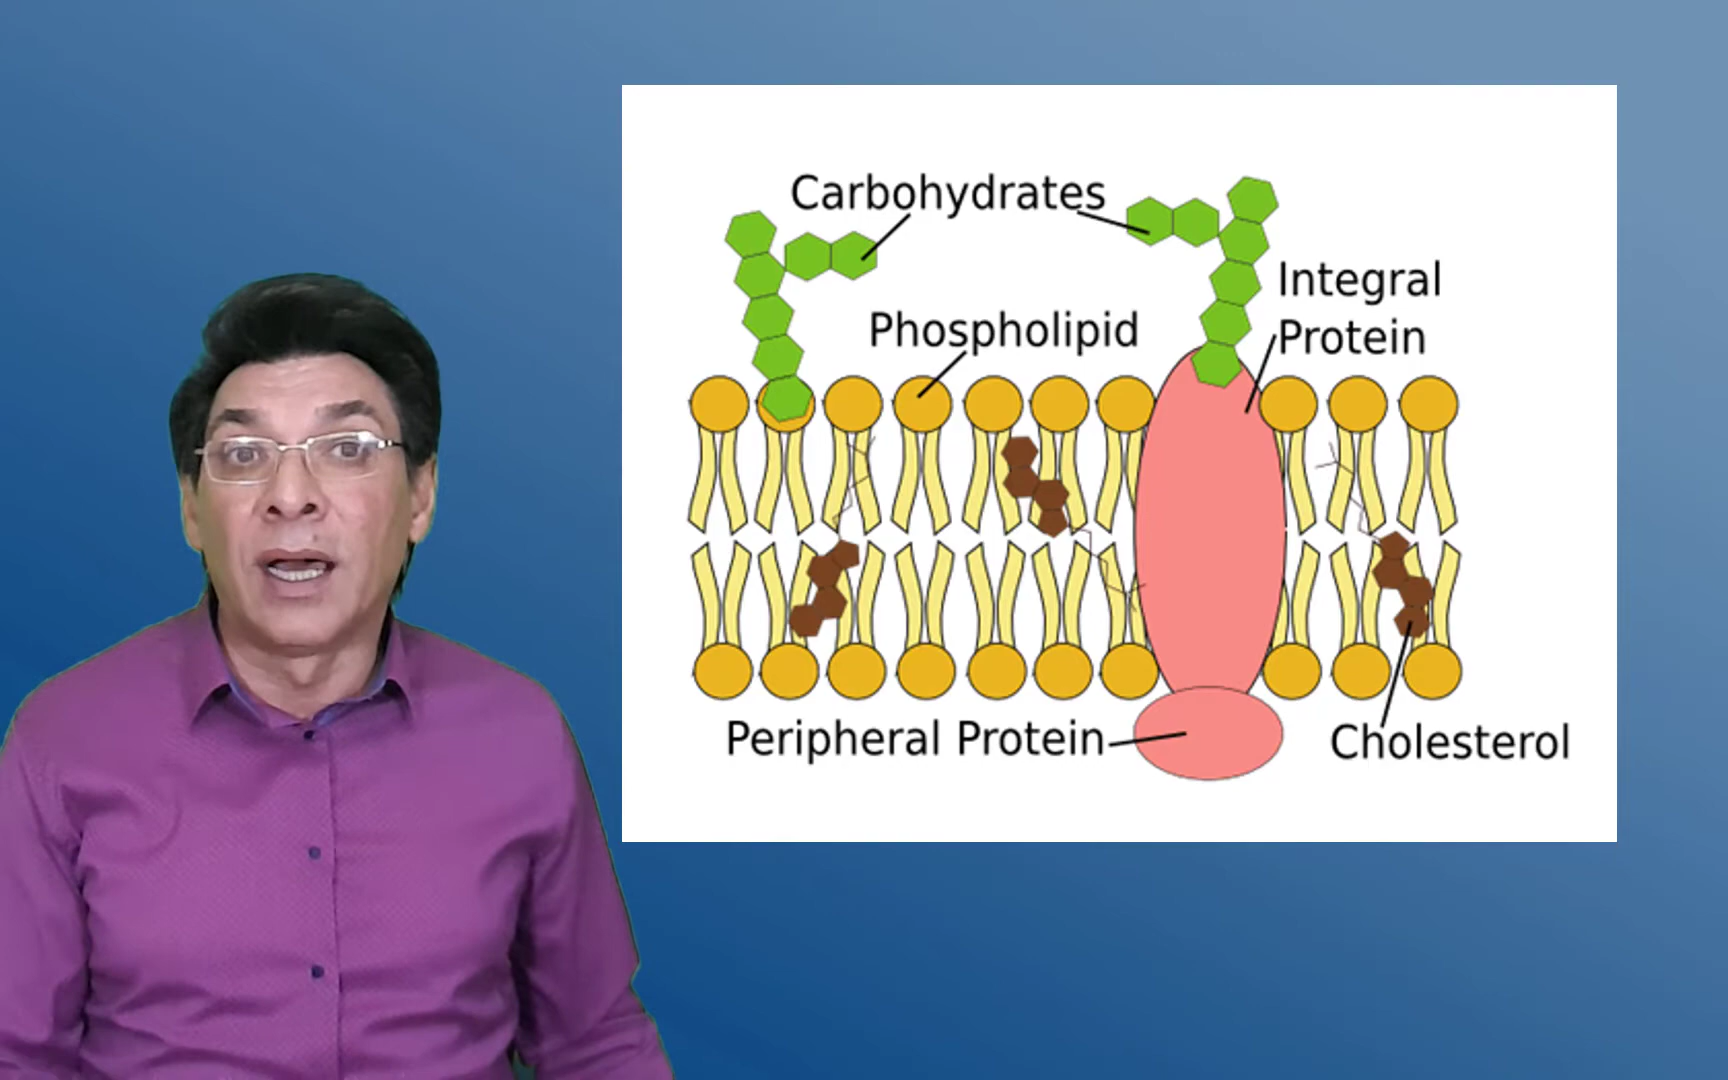 Carbohydrates
Integral
Protein
Phospholipid
Peripheral Protein
Cholesterol